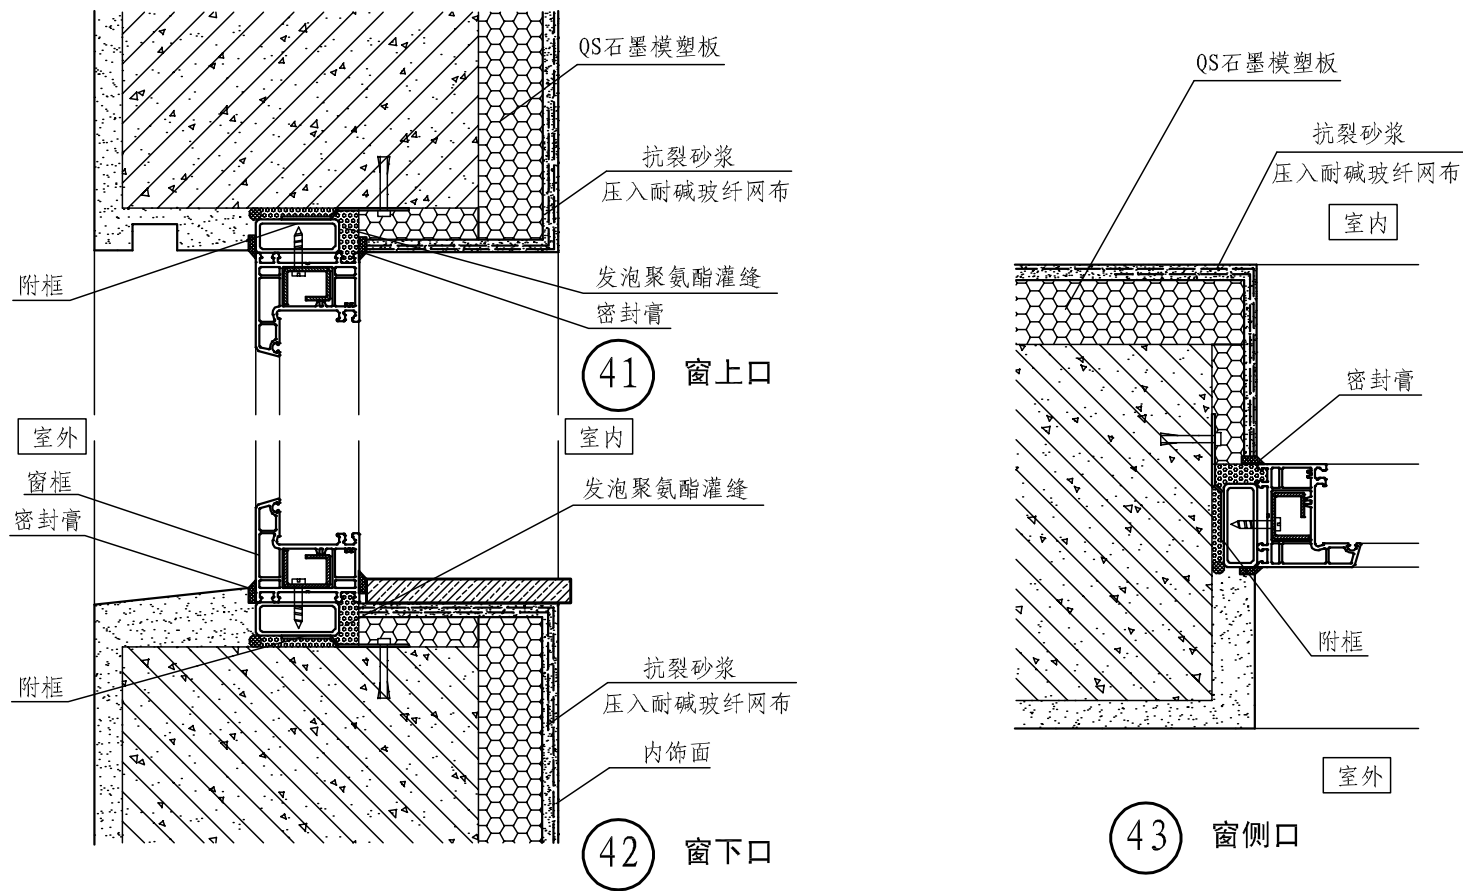 QS石墨模塑板
抗裂砂浆
压入耐碱玻纤网布
附框
发泡聚氨酯灌缝
密封膏
41 窗上口
室外
室内
窗框
密封膏
发泡聚氨酯灌缝
附框
抗裂砂浆
压入耐碱玻纤网布
内饰面
42 窗下口
QS石墨模塑板
抗裂砂浆
压入耐碱玻纤网布
室内
密封膏
附框
室外
43 窗侧口